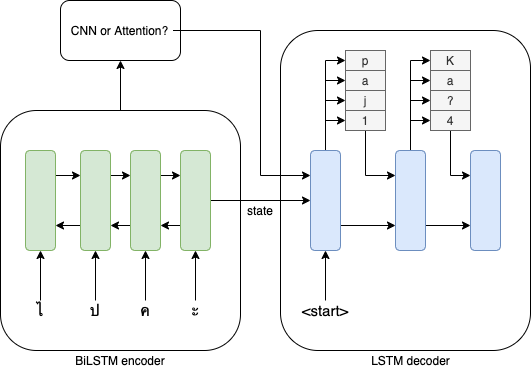 CNN or Attention?
p
a
j
1
K
a
?
4
state
ไ
ป
ค
ะ
<start>
BiLSTM encoder
LSTM decoder